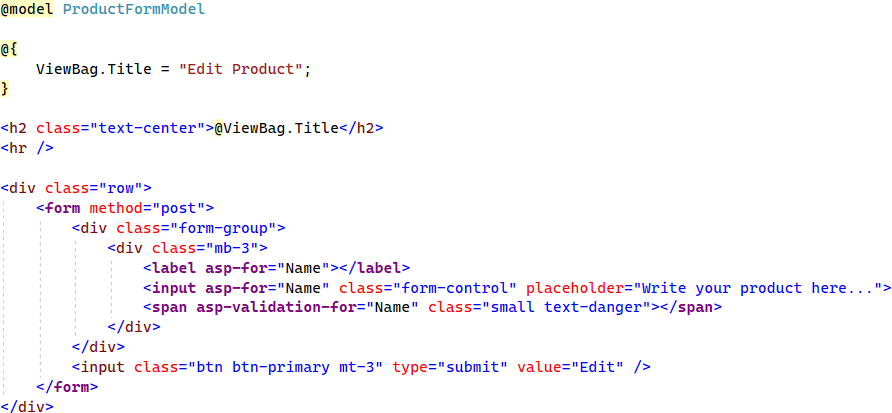 @model ProductFormModel
@{
    ViewBag.Title = "Edit Product";
}
<h2 class="text-center">@ViewBag.Title</h2>
<hr />
<div class="row">
    <form method="post">
        <div class="form-group">
            <div class="mb-3">
                <label asp-for="Name"></label>
                <input asp-for="Name" class="form-control" placeholder="Write your product here...">
                <span asp-validation-for="Name" class="small text-danger"></span>
            </div>
        </div>
        <input class="btn btn-primary mt-3" type="submit" value="Edit" />
    </form>
</div>